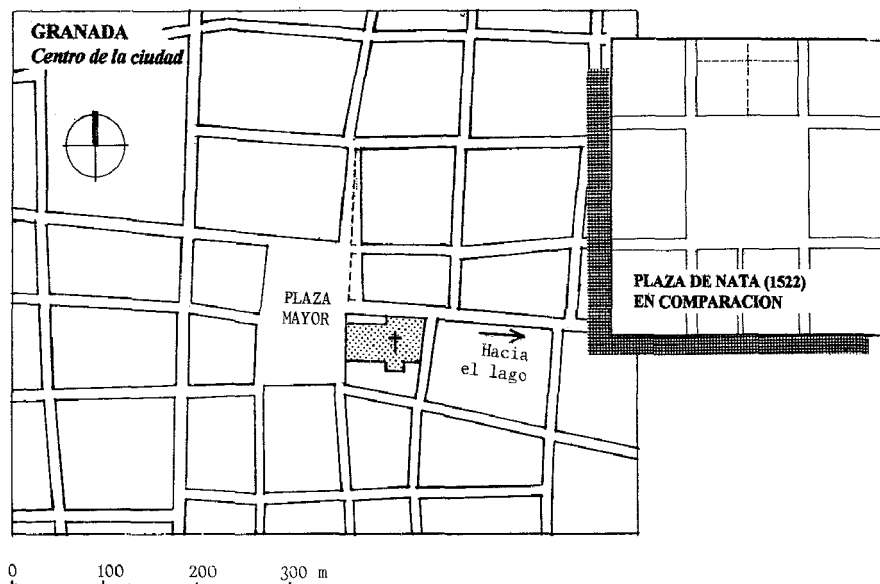 GRANADA
Centro de la ciudad
PLAZA
MAYOR
Hacia
el lago
PLAZA DE NATA (1522)
EN COMPARACION
0 100 200 300 m